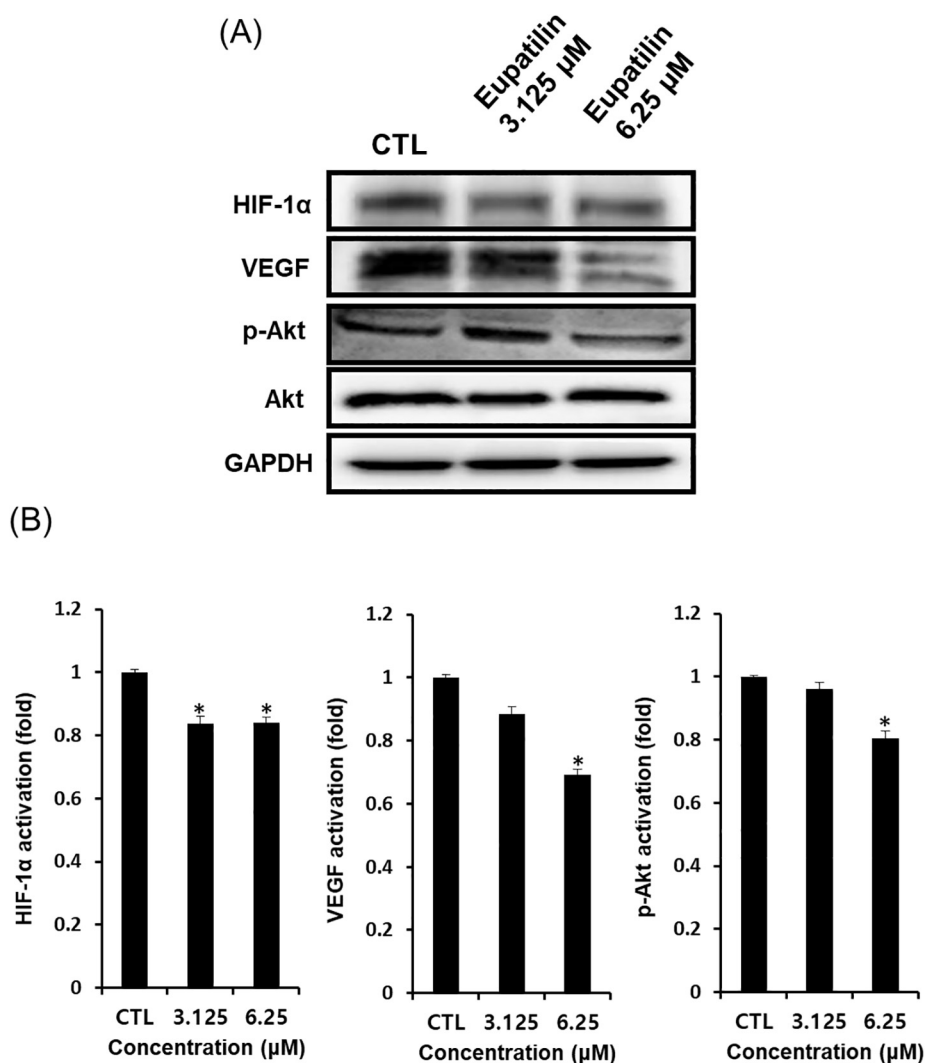 (A)
CTL
Eupatilin
3.125 µM
Eupatilin
6.25 µM
HIF-1α
VEGF
p-Akt
Akt
GAPDH
(B)
HIF-1α activation (fold)
1.2
1
0.8
0.6
0.4
0.2
0
*
*
CTL 3.125 6.25
Concentration (µM)
VEGF activation (fold)
1.2
1
0.8
0.6
0.4
0.2
0
*
CTL 3.125 6.25
Concentration (µM)
p-Akt activation (fold)
1.2
1
0.8
0.6
0.4
0.2
0
*
CTL 3.125 6.25
Concentration (µM)